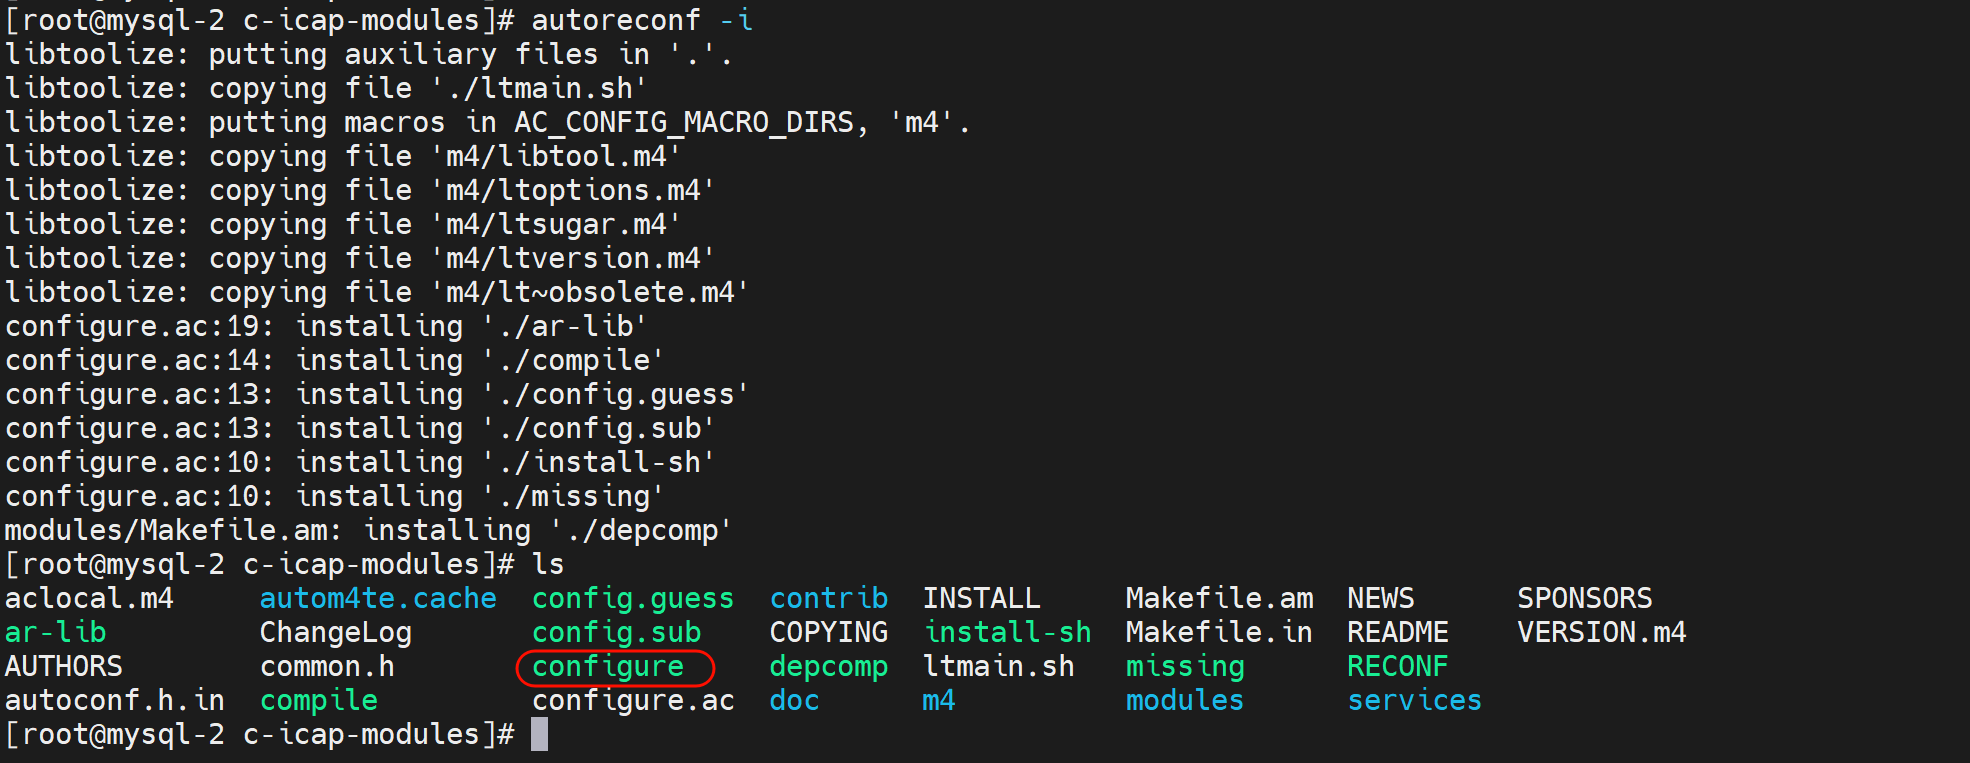 [root@mysql-2 c-icap-modules]# autoreconf -i
libtoolize: putting auxiliary files in '.'.
libtoolize: copying file './ltmain.sh'
libtoolize: putting macros in AC_CONFIG_MACRO_DIRS, 'm4'.
libtoolize: copying file 'm4/libtool.m4'
libtoolize: copying file 'm4/ltoptions.m4'
libtoolize: copying file 'm4/ltsugar.m4'
libtoolize: copying file 'm4/ltversion.m4'
libtoolize: copying file 'm4/lt~obsolete.m4'
configure.ac:19: installing './ar-lib'
configure.ac:14: installing './compile'
configure.ac:13: installing './config.guess'
configure.ac:13: installing './config.sub'
configure.ac:10: installing './install-sh'
configure.ac:10: installing './missing'
modules/Makefile.am: installing './depcomp'
[root@mysql-2 c-icap-modules]# ls
aclocal.m4     autom4te.cache  config.guess  contrib  INSTALL     Makefile.am  NEWS      SPONSORS
ar-lib         ChangeLog       config.sub    COPYING  install-sh  Makefile.in  README    VERSION.m4
AUTHORS        common.h        configure     depcomp  ltmain.sh   missing      RECONF
autoconf.h.in  compile         configure.ac  doc      m4          modules      services
[root@mysql-2 c-icap-modules]#